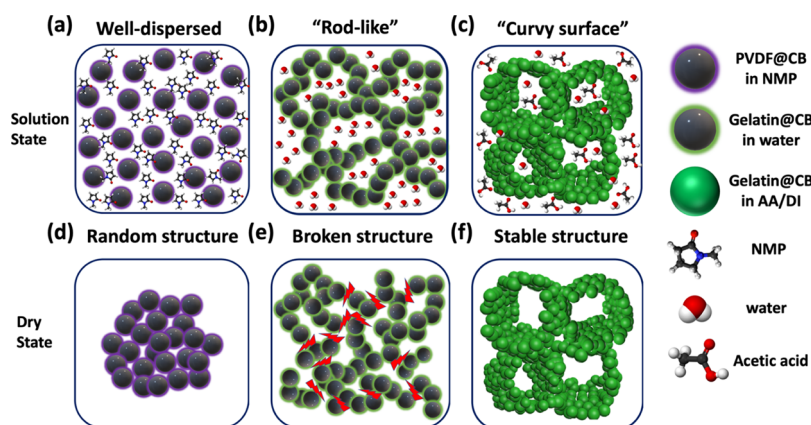 (a) Well-dispersed
(b) “Rod-like”
(c) “Curvy surface”
Solution
State
(d) Random structure
(e) Broken structure
(f) Stable structure
Dry
State
PVDF@CB
in NMP
Gelatin@CB
in water
Gelatin@CB
in AA/DI
NMP
water
Acetic acid